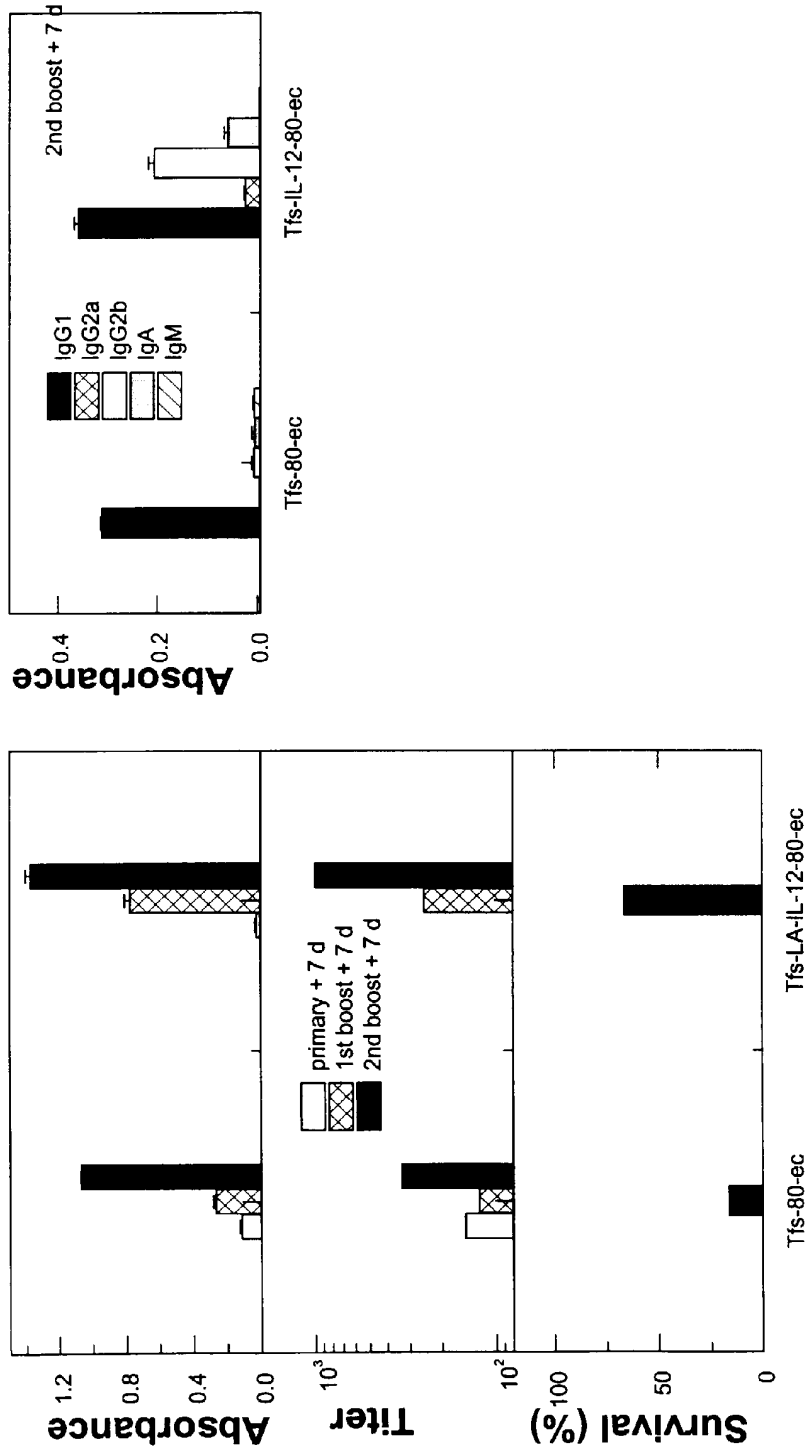 Absorbance
1.2
0.8
0.4
0.0
Titer
10³
10²
primary + 7 d
1st boost + 7 d
2nd boost + 7 d
Survival (%)
100
50
0
Tfs-80-ec
Tfs-LA-IL-12-80-ec
Absorbance
0.4
0.2
0.0
2nd boost + 7 d
IgG1
IgG2a
IgG2b
IgA
IgM
Tfs-80-ec
Tfs-IL-12-80-ec